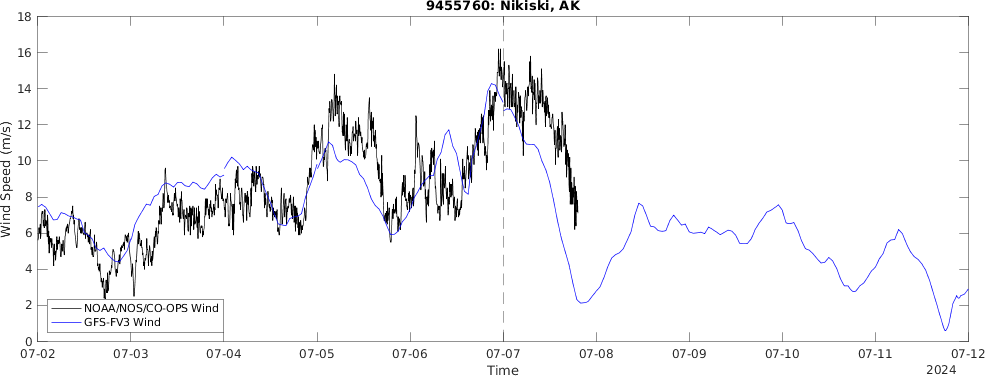 9455760: Nikiski, AK
18
16
14
12
10
8
6
4
2
0
Wind Speed (m/s)
NOAA/NOS/CO-OPS Wind
GFS-FV3 Wind
07-02 07-03 07-04 07-05 07-06 07-07 07-08 07-09 07-10 07-11 07-12
Time
2024